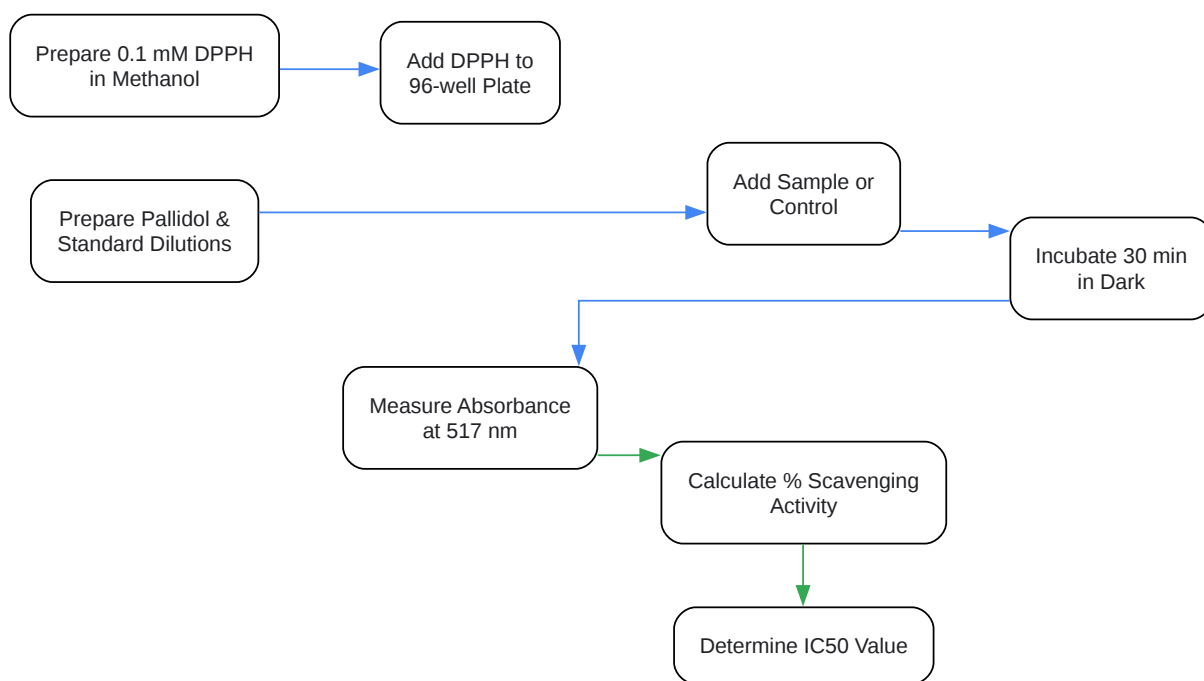 Prepare 0.1 mM DPPH
in Methanol
Add DPPH to
96-well Plate
Prepare Pallidol &
Standard Dilutions
Add Sample or
Control
Incubate 30 min
in Dark
Measure Absorbance
at 517 nm
Calculate % Scavenging
Activity
Determine IC50 Value